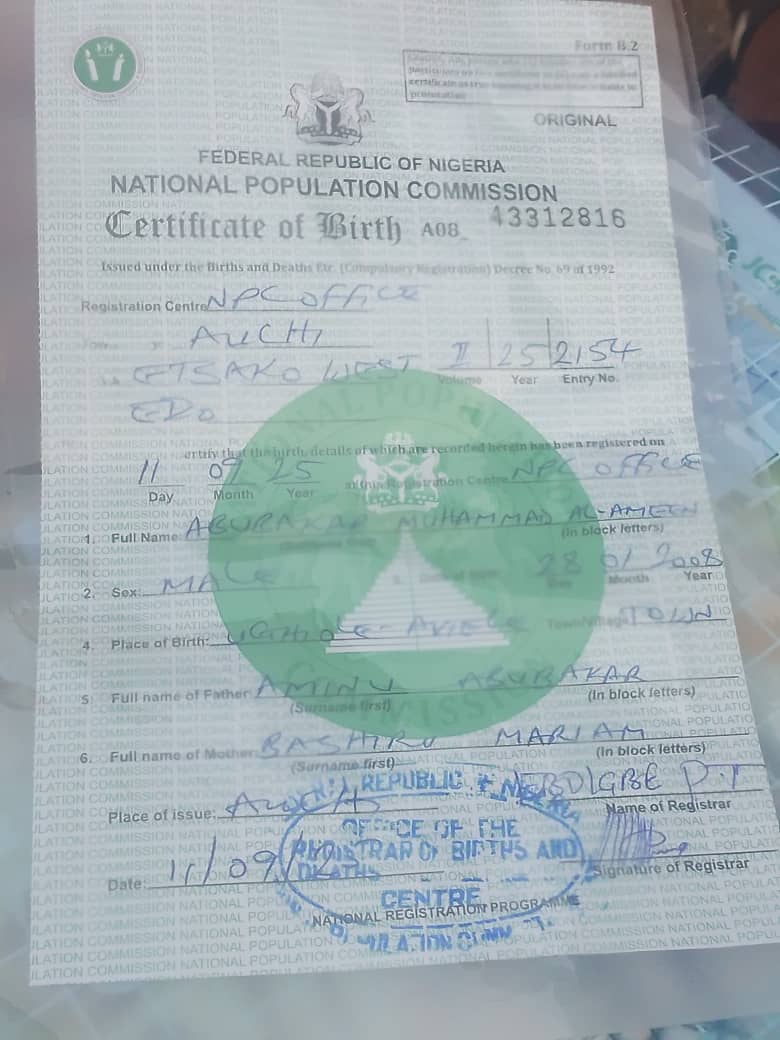 Form B.2
certificate as
ORIGINAL
FEDERAL REPUBLIC OF NIGERIA
NATIONAL POPULATION COMMISSION
Certificate of Birth A08 43312816
Issued under the Births and Deaths Etc. (Compulsory Registration) Decree No. 69 of 1992
Registration Centre NPC OFFICE
AUCHI
ETSAKO WEST II 25 2154
Volume Year Entry No.
EDO
ertify that the birth, details of which are recorded herein has been registered on
11 09 25 within Registration Centre NPC OFFICE
Day Month Year
1. Full Name: ABUBAKAR MUHAMMAD AL-AMEEN
(In block letters)
2. Sex: MALE 28 01 2008
Month Year
4. Place of Birth: AVIELE Town/Village TOWN
5. Full name of Father AMINU ABUBAKAR
(Surname first) (In block letters)
6. Full name of Mother BASHIRU MARIAM
(Surname first) (In block letters)
REPUBLIC
Place of issue: Auchi P.T
Name of Registrar
OFFICE OF THE
REGISTRAR OF BIRTHS AND
DEATHS
Signature of Registrar
Date: 11/09/
CENTRE
NATIONAL REGISTRATION PROGRAMME